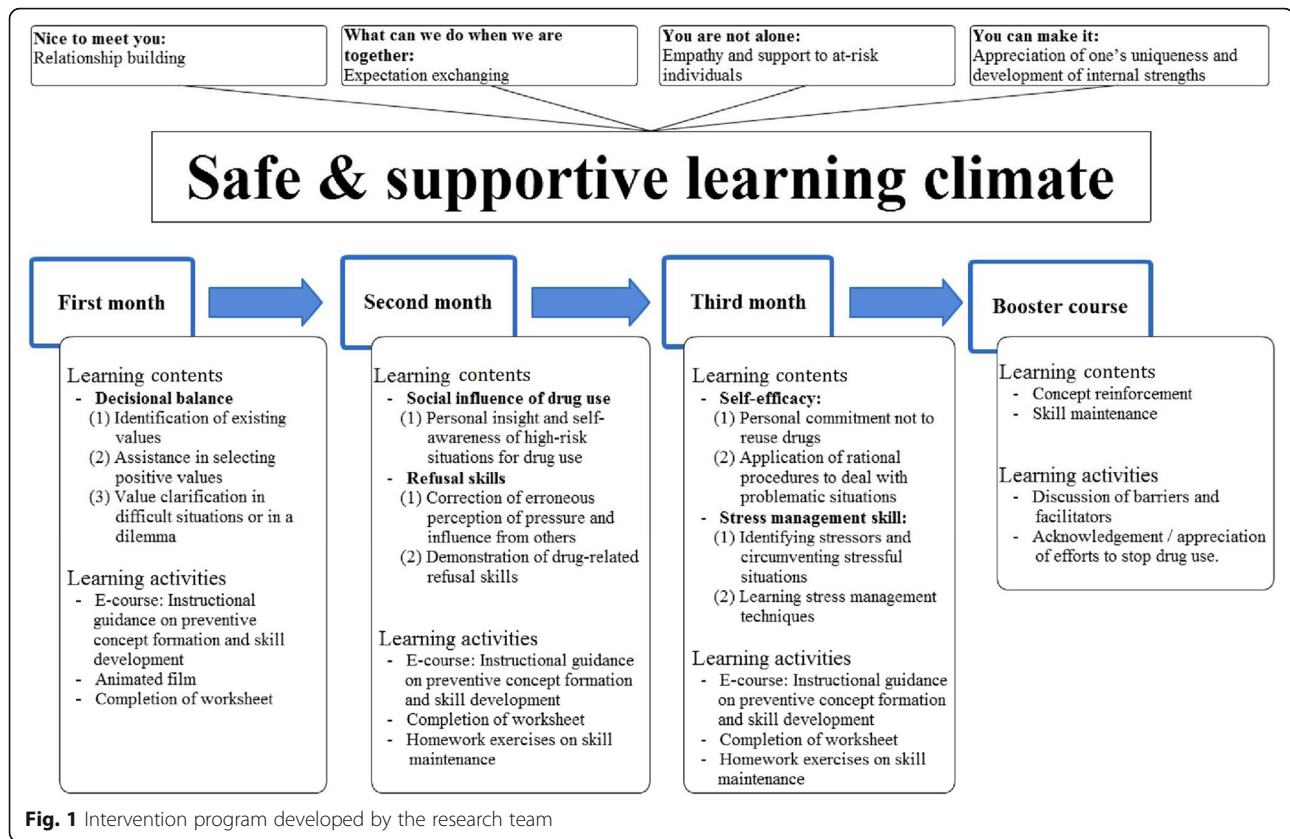 Nice to meet you:
Relationship building
What can we do when we are
together:
Expectation exchanging
You are not alone:
Empathy and support to at-risk
individuals
You can make it:
Appreciation of one's uniqueness and
development of internal strengths
Safe & supportive learning climate
First month
Learning contents
- Decisional balance
(1) Identification of existing
values
(2) Assistance in selecting
positive values
(3) Value clarification in
difficult situations or in a
dilemma
Learning activities
- E-course: Instructional
guidance on preventive
concept formation and skill
development
- Animated film
- Completion of worksheet
Second month
Learning contents
- Social influence of drug use
(1) Personal insight and self-
awareness of high-risk
situations for drug use
- Refusal skills
(1) Correction of erroneous
perception of pressure and
influence from others
(2) Demonstration of drug-related
refusal skills
Learning activities
- E-course: Instructional guidance
on preventive concept formation
and skill development
- Completion of worksheet
- Homework exercises on skill
maintenance
Third month
Learning contents
- Self-efficacy:
(1) Personal commitment not to
reuse drugs
(2) Application of rational
procedures to deal with
problematic situations
- Stress management skill:
(1) Identifying stressors and
circumventing stressful
situations
(2) Learning stress management
techniques
Learning activities
- E-course: Instructional guidance
on preventive concept formation
and skill development
- Completion of worksheet
- Homework exercises on skill
maintenance
Booster course
Learning contents
- Concept reinforcement
- Skill maintenance
Learning activities
- Discussion of barriers and
facilitators
- Acknowledgement / appreciation
of efforts to stop drug use.
Fig. 1 Intervention program developed by the research team